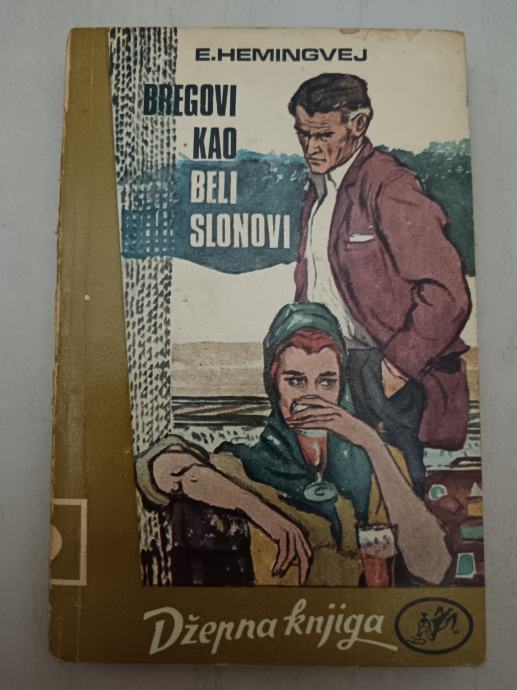 E.HEMINGVEJ
BREGOVI
KAO
BELI
SLONOVI
Džepna knjiga